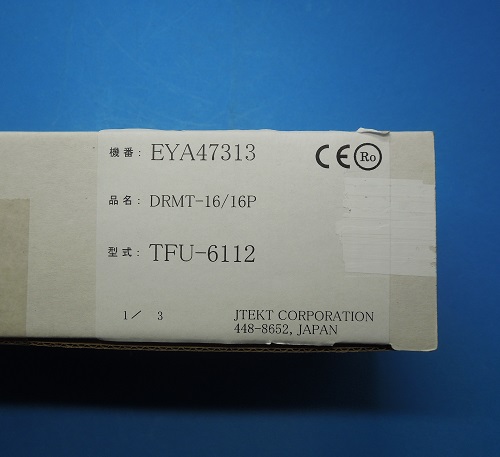 機番: EYA47313
CE Ro
品名: DRMT-16/16P
型式: TFU-6112
1/ 3
JTEKT CORPORATION
448-8652, JAPAN